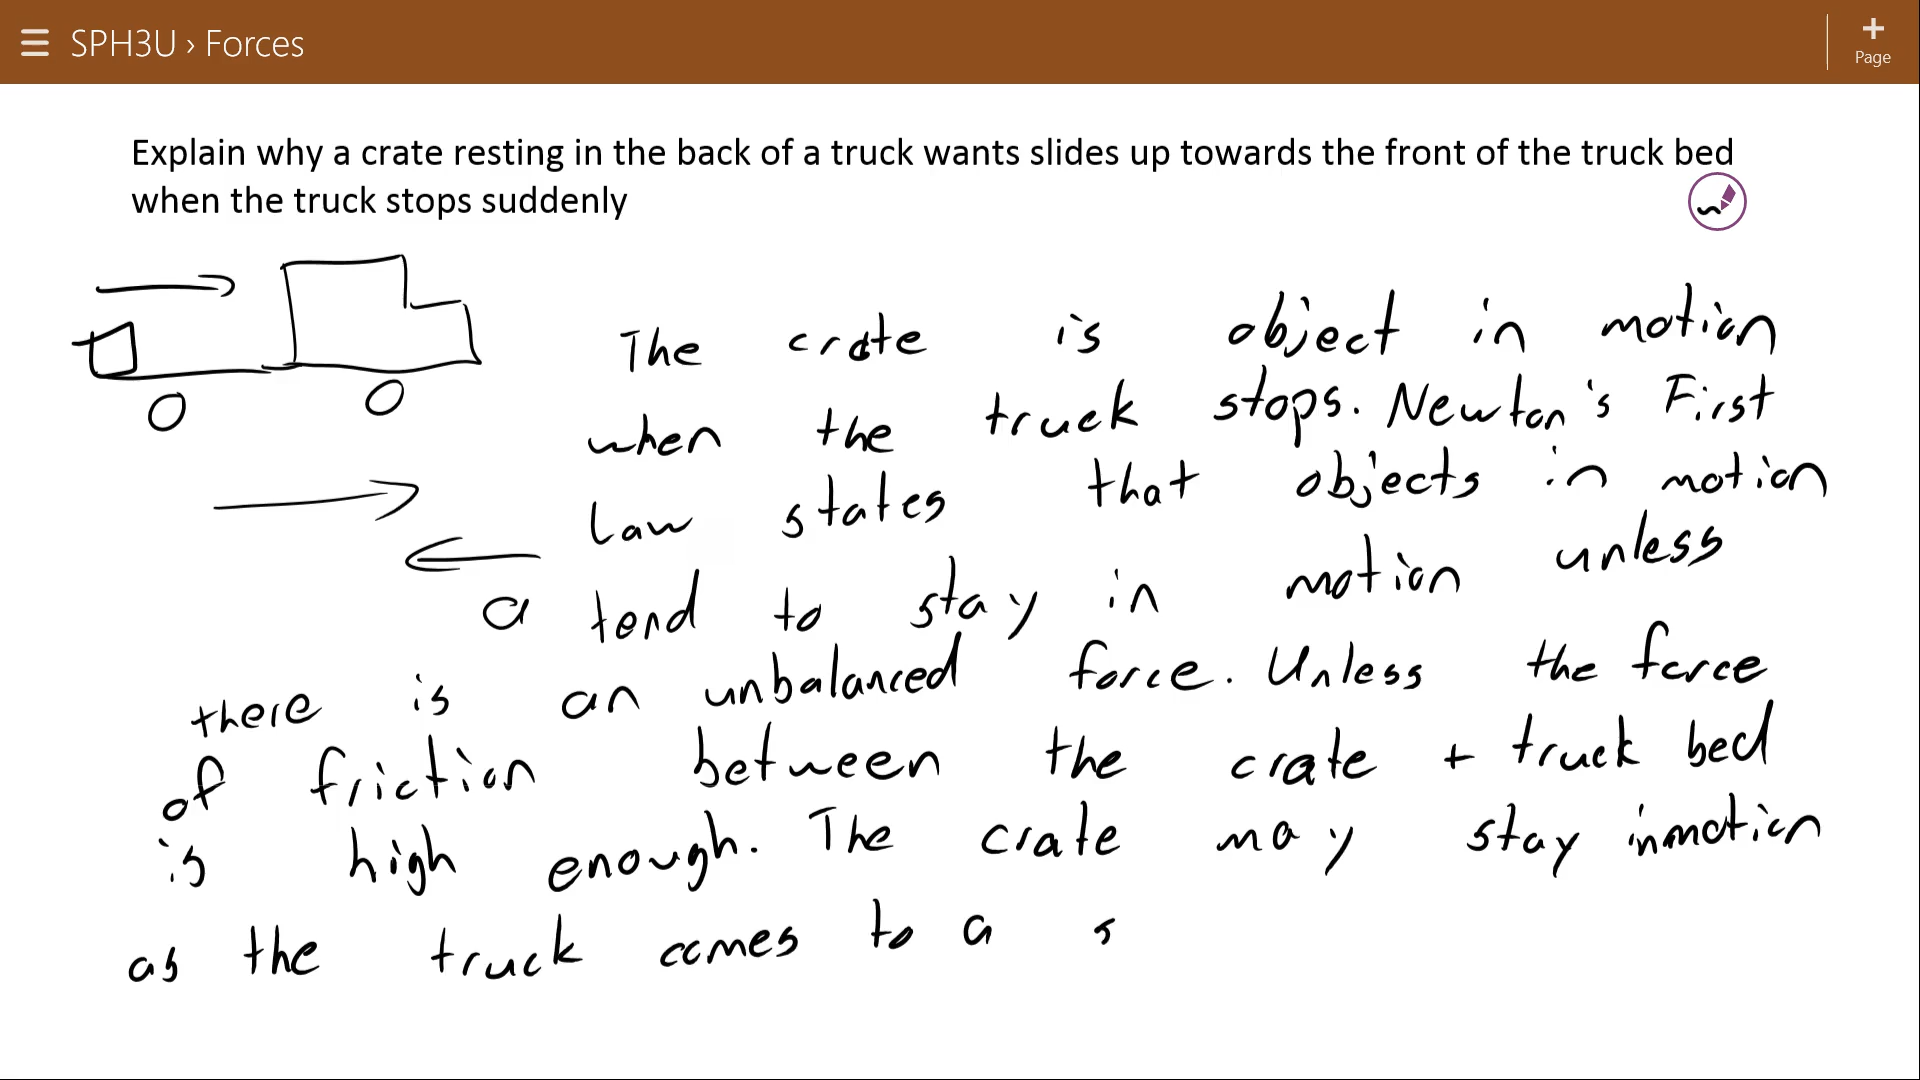 SPH3U › Forces
+
Page
Explain why a crate resting in the back of a truck wants slides up towards the front of the truck bed
when the truck stops suddenly
The crate is object in motion
when the truck stops. Newton's First
law states that objects in motion
a
tend to stay in motion unless
there is an unbalanced force. Unless the force
of friction between the crate + truck bed
is high enough. The crate may stay in motion
as the truck comes to a s